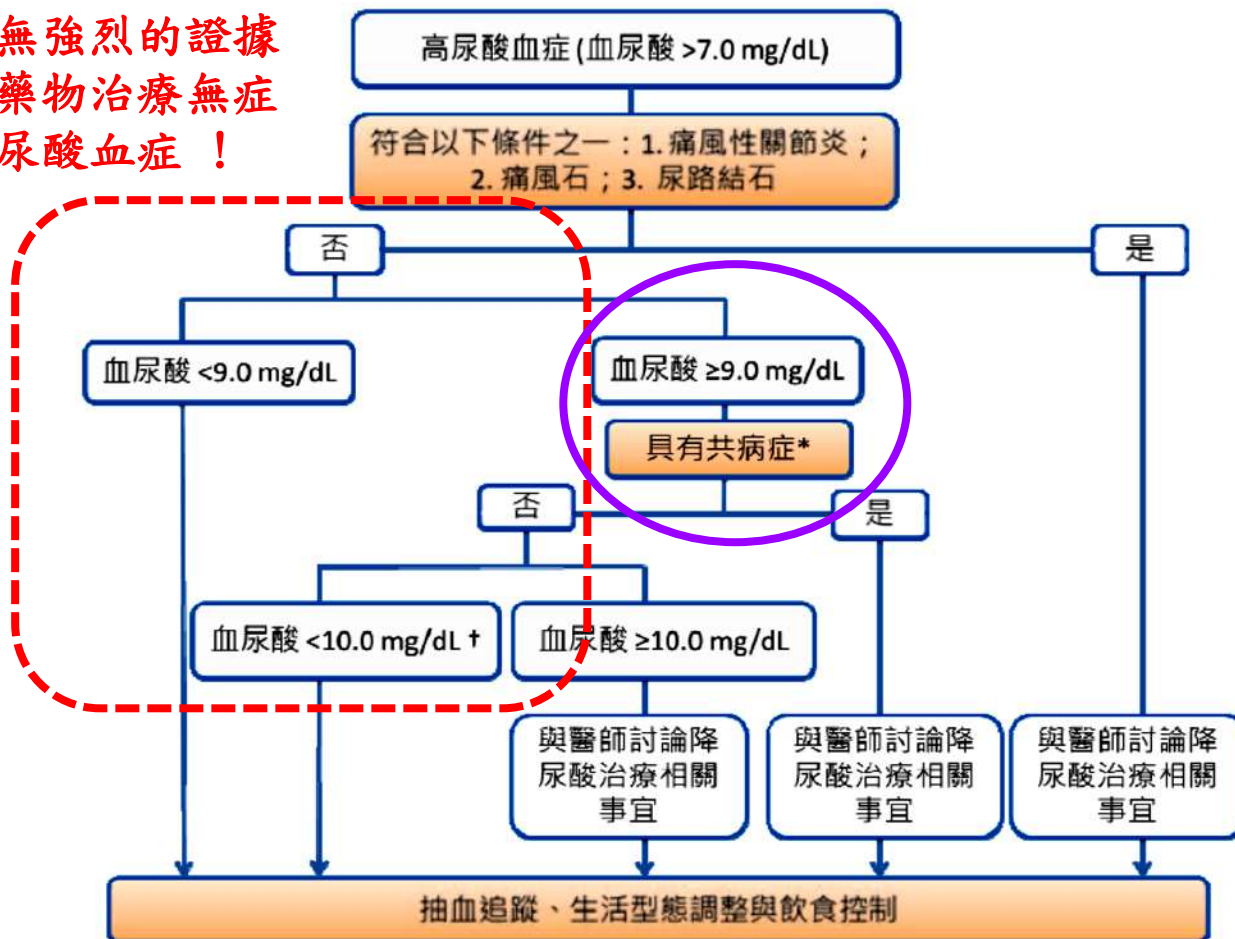 無強烈的證據
藥物治療無症
尿酸血症 ！
高尿酸血症 (血尿酸 >7.0 mg/dL)
符合以下條件之一：1. 痛風性關節炎；
2. 痛風石；3. 尿路結石
否
是
血尿酸 <9.0 mg/dL
血尿酸 ≥9.0 mg/dL
具有共病症*
否
是
血尿酸 <10.0 mg/dL †
血尿酸 ≥10.0 mg/dL
與醫師討論降
尿酸治療相關
事宜
與醫師討論降
尿酸治療相關
事宜
與醫師討論降
尿酸治療相關
事宜
抽血追蹤、生活型態調整與飲食控制